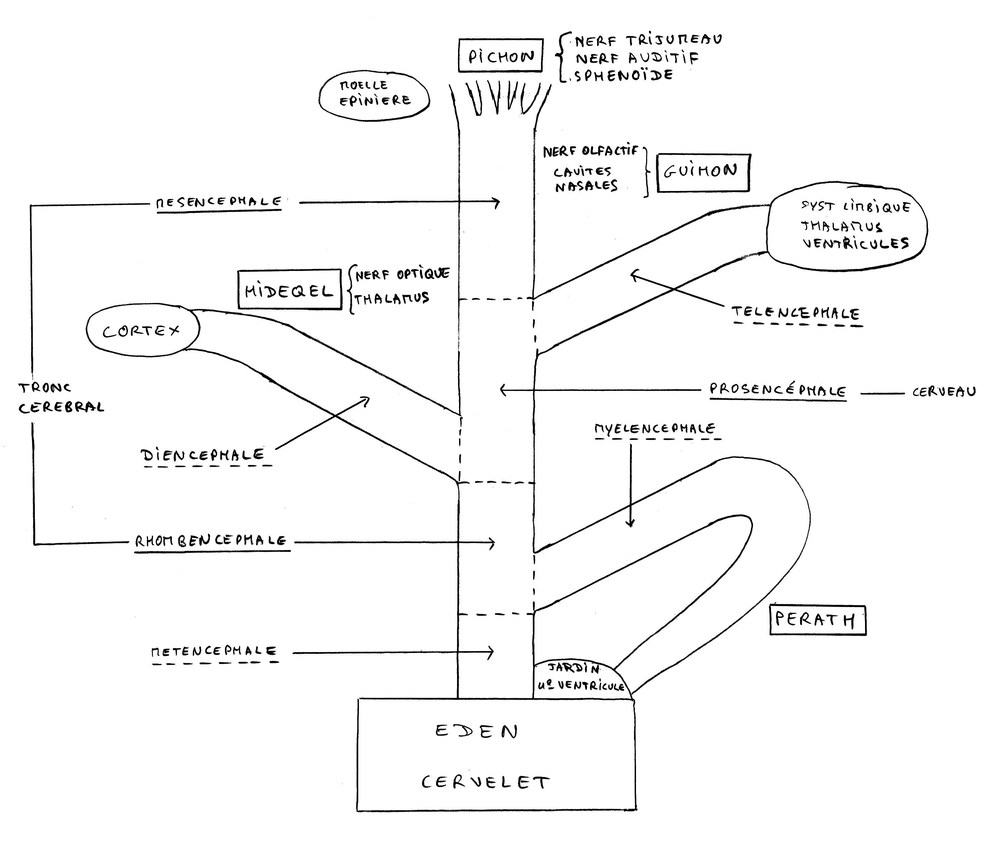 PICHON
NERF TRIJUMEAU
NERF AUDITIF
SPHENOÏDE
MOELLE
EPINIERE
NERF OLFACTIF
CAVITES
NASALES
GUIHON
MESENCEPHALE
SYST LIMBIQUE
THALAMUS
VENTRICULES
HIDEQEL
NERF OPTIQUE
THALAMUS
TELENCEPHALE
CORTEX
TRONC
CEREBRAL
PROSENCÉPHALE
CERVEAU
MYELENCEPHALE
DIENCEPHALE
RHOMBENCEPHALE
PERATH
METENCEPHALE
JARDIN
4e VENTRICULE
EDEN
CERVELET